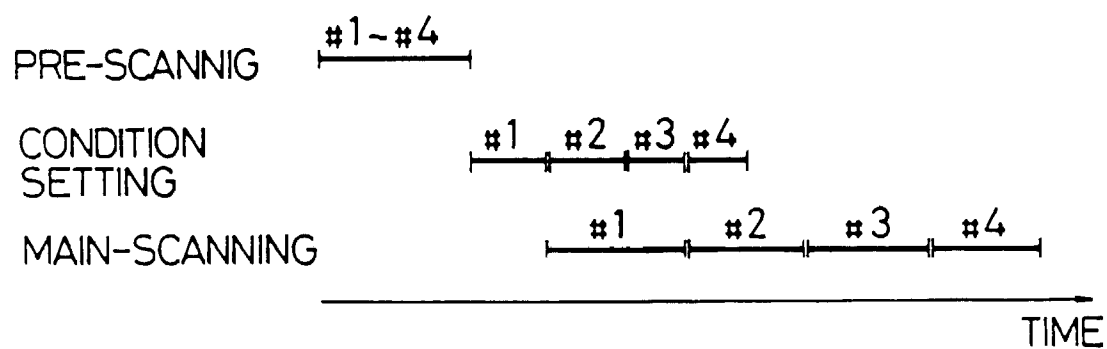 #1~#4
PRE-SCANNIG
#1 #2 #3 #4
CONDITION
SETTING
#1 #2 #3 #4
MAIN-SCANNING
TIME